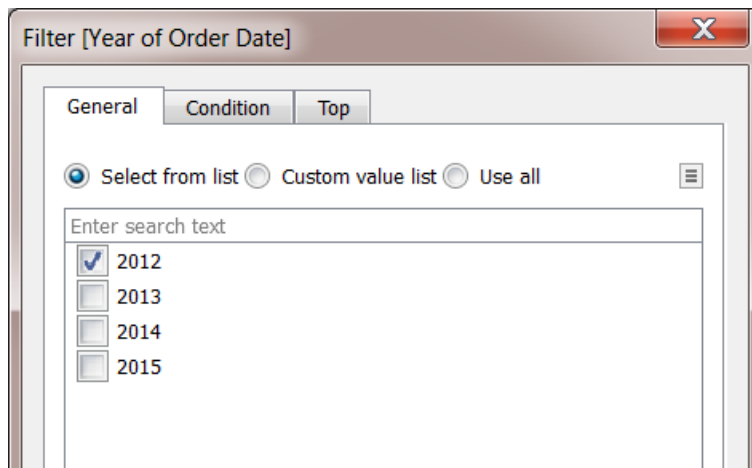 Filter [Year of Order Date]
X
General Condition Top
Select from list Custom value list Use all
Enter search text
2012
2013
2014
2015